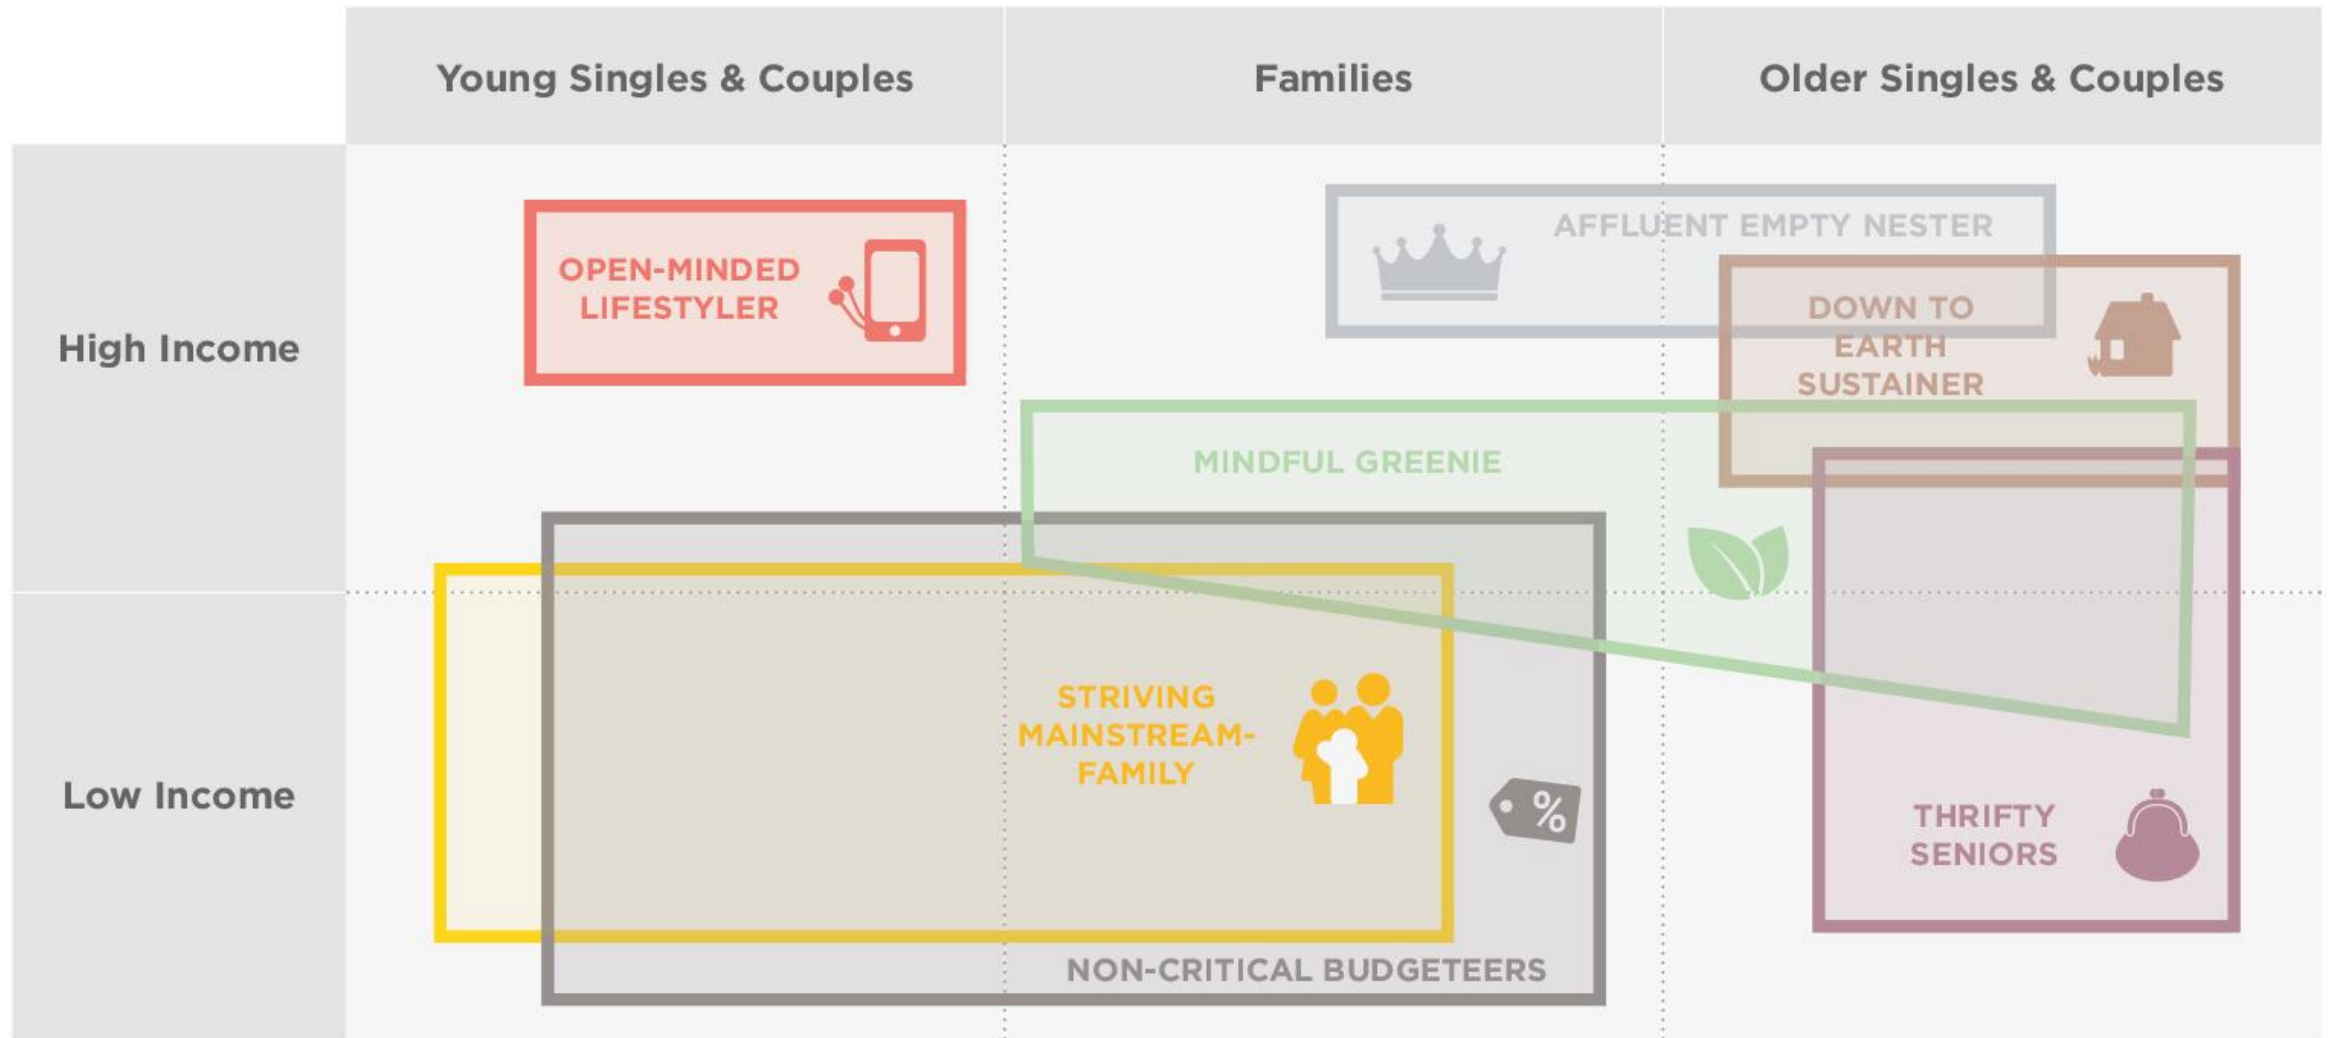 Young Singles & Couples
Families
Older Singles & Couples
High Income
OPEN-MINDED
LIFESTYLER
AFFLUENT EMPTY NESTER
DOWN TO
EARTH
SUSTAINER
MINDFUL GREENIE
Low Income
STRIVING
MAINSTREAM-
FAMILY
%
THRIFTY
SENIORS
NON-CRITICAL BUDGETEERS